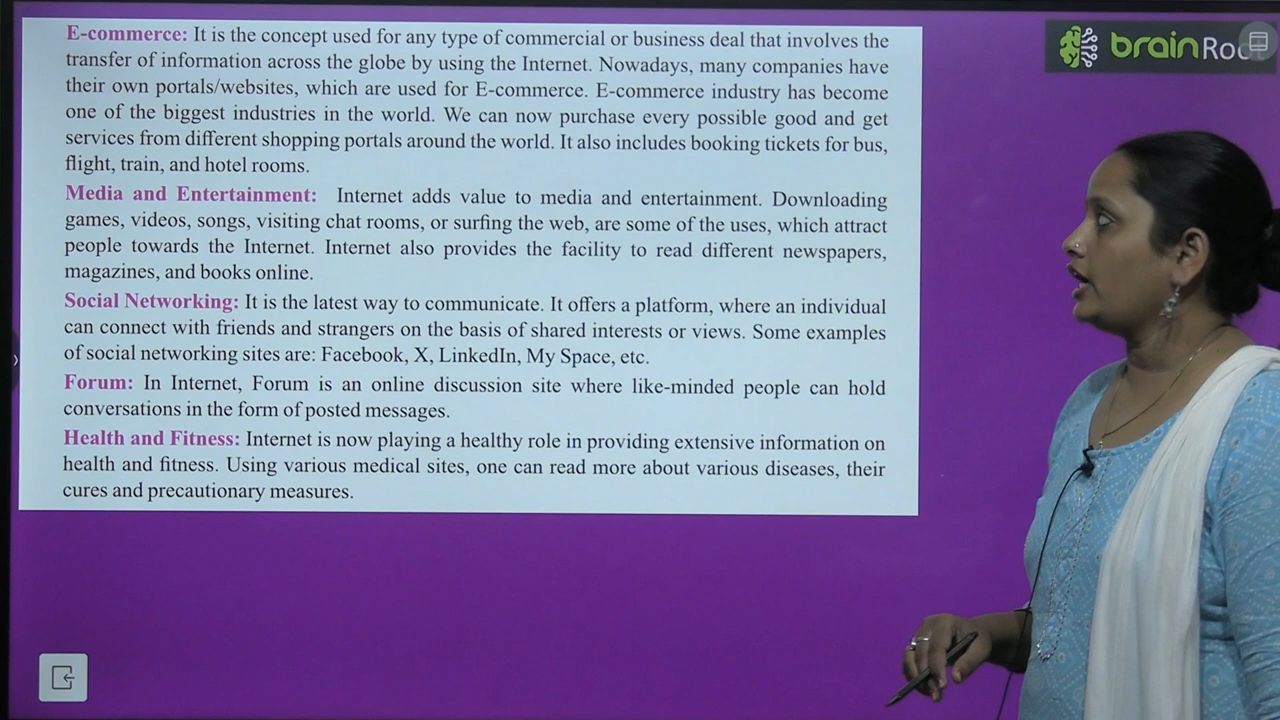 E-commerce: It is the concept used for any type of commercial or business deal that involves the
transfer of information across the globe by using the Internet. Nowadays, many companies have
their own portals/websites, which are used for E-commerce. E-commerce industry has become
one of the biggest industries in the world. We can now purchase every possible good and get
services from different shopping portals around the world. It also includes booking tickets for bus,
flight, train, and hotel rooms.
Media and Entertainment: Internet adds value to media and entertainment. Downloading
games, videos, songs, visiting chat rooms, or surfing the web, are some of the uses, which attract
people towards the Internet. Internet also provides the facility to read different newspapers,
magazines, and books online.
Social Networking: It is the latest way to communicate. It offers a platform, where an individual
can connect with friends and strangers on the basis of shared interests or views. Some examples
of social networking sites are: Facebook, X, LinkedIn, My Space, etc.
Forum: In Internet, Forum is an online discussion site where like-minded people can hold
conversations in the form of posted messages.
Health and Fitness: Internet is now playing a healthy role in providing extensive information on
health and fitness. Using various medical sites, one can read more about various diseases, their
cures and precautionary measures.
brain